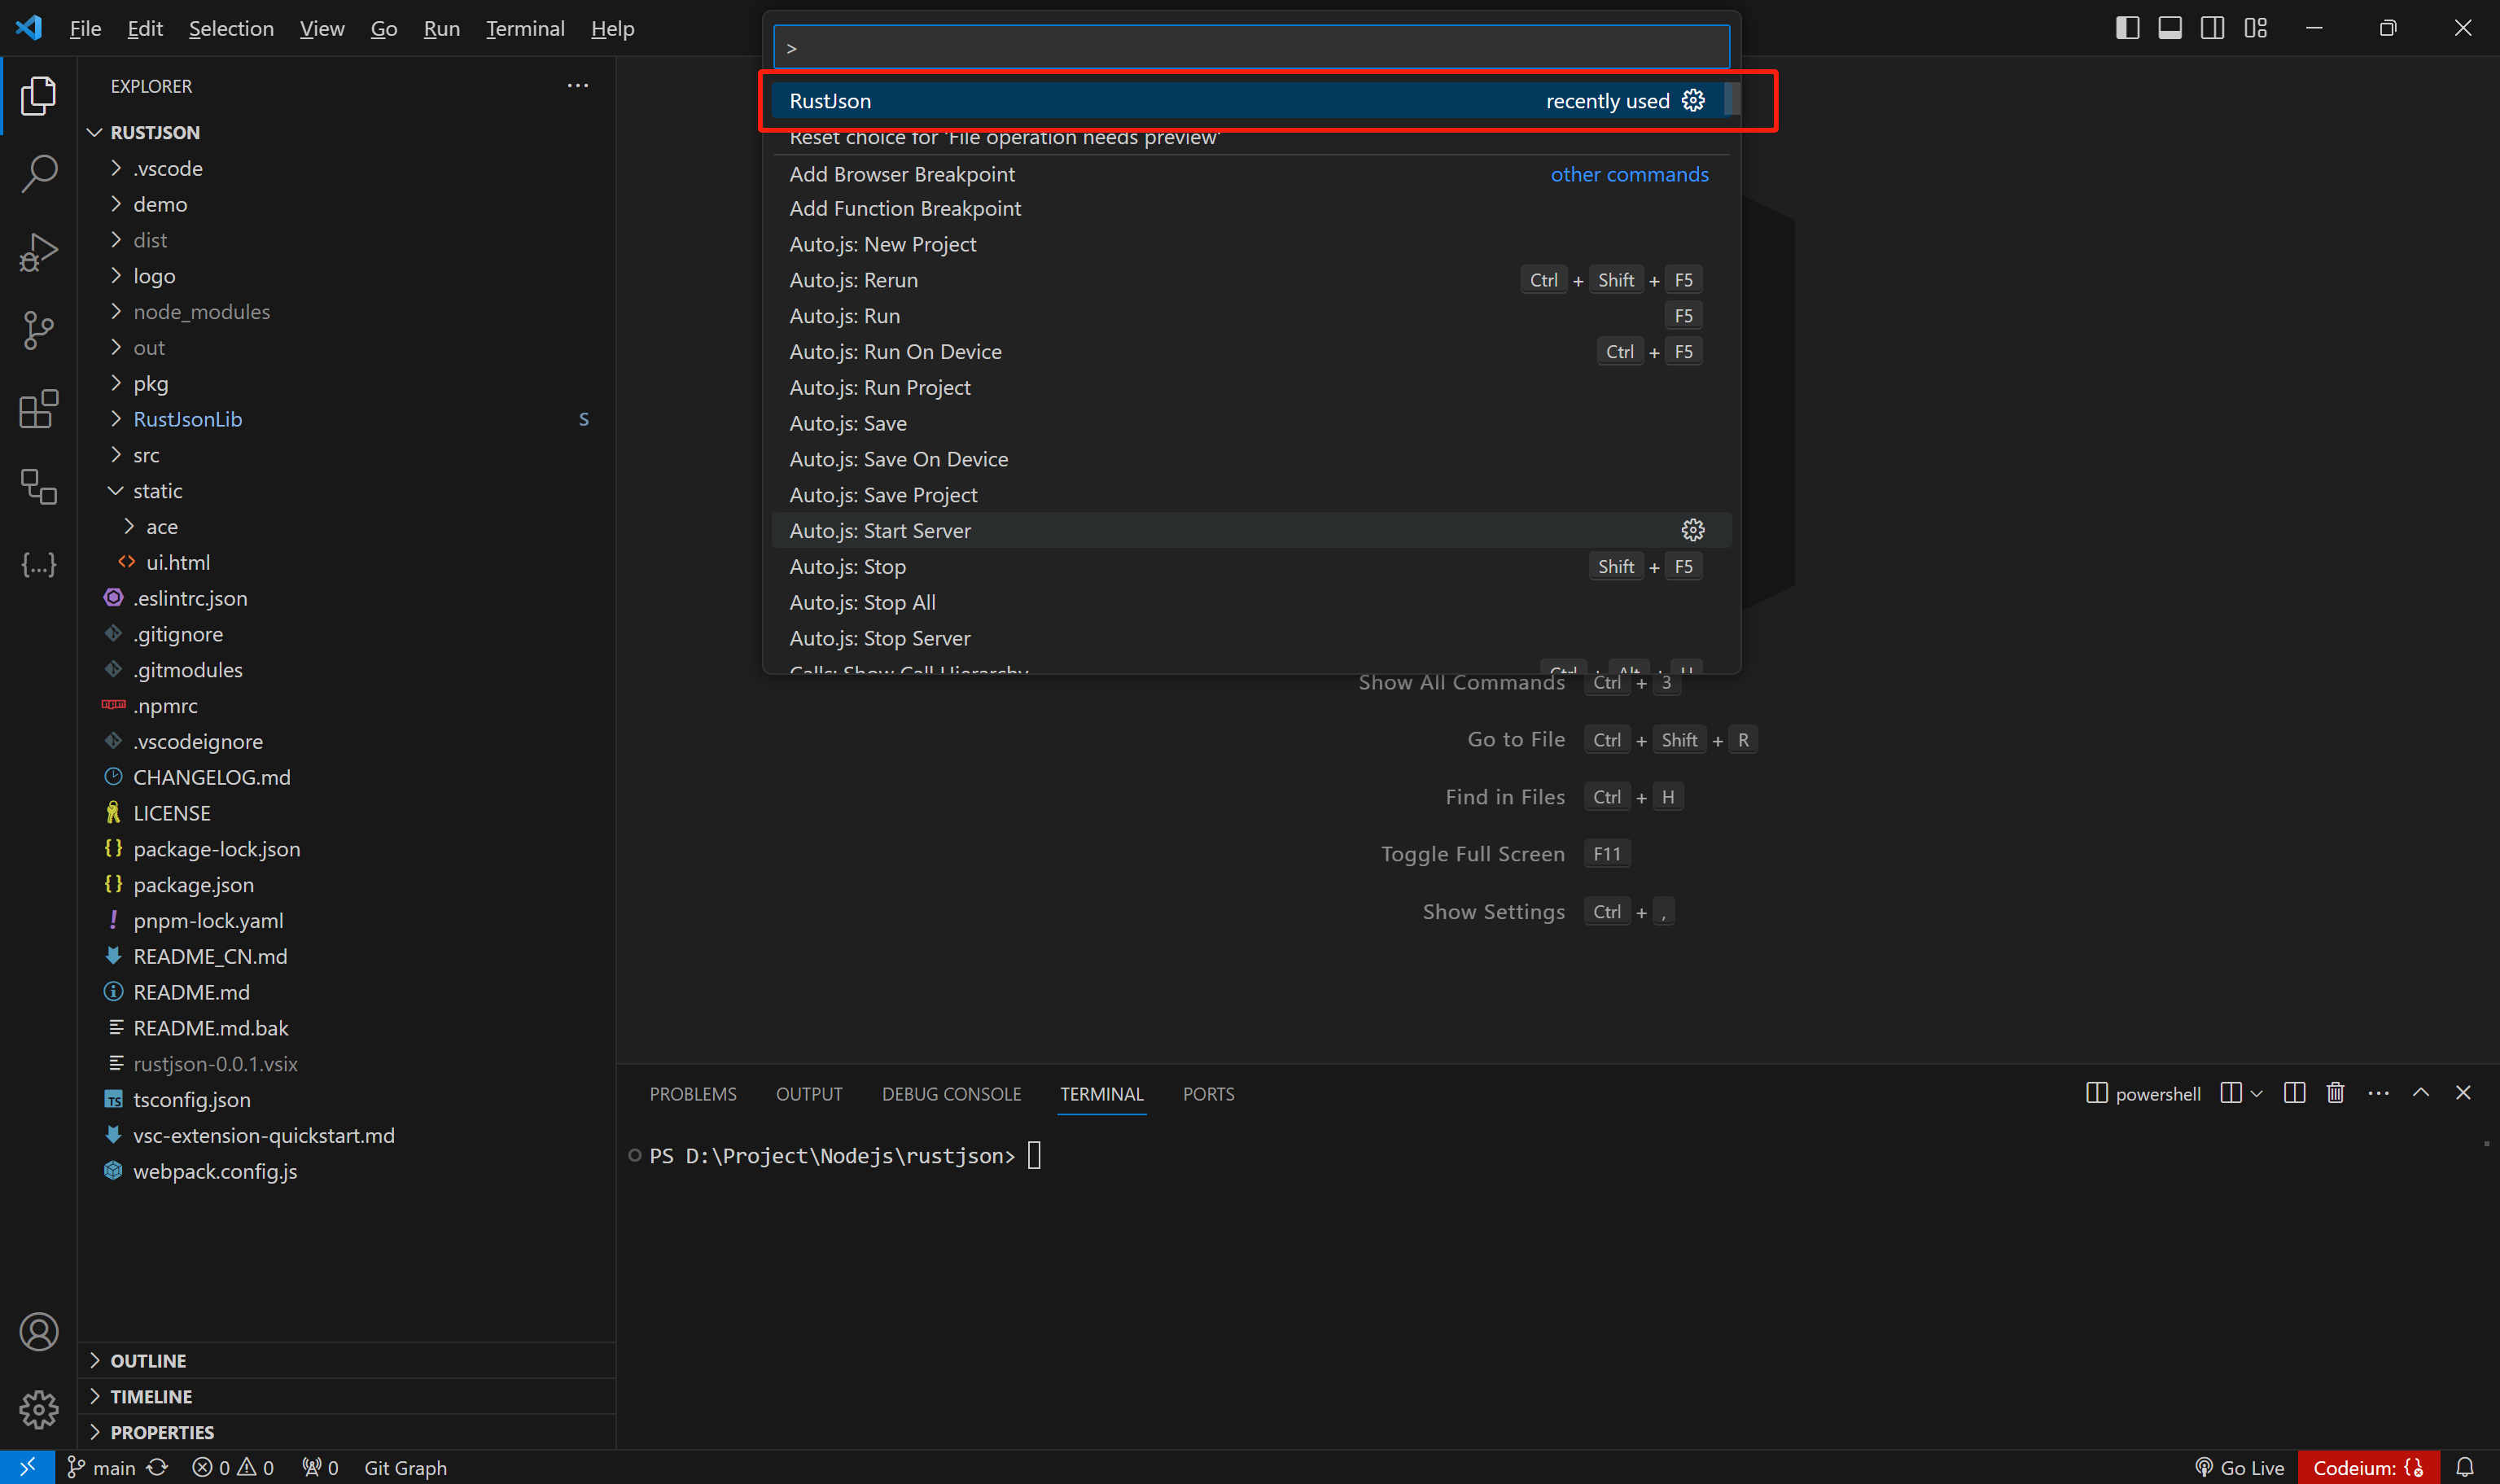 File Edit Selection View Go Run Terminal Help
>
RustJson recently used
Reset choice for 'File operation needs preview'
Add Browser Breakpoint other commands
Add Function Breakpoint
Auto.js: New Project
Auto.js: Rerun Ctrl + Shift + F5
Auto.js: Run F5
Auto.js: Run On Device Ctrl + F5
Auto.js: Run Project
Auto.js: Save
Auto.js: Save On Device
Auto.js: Save Project
Auto.js: Start Server
Auto.js: Stop Shift + F5
Auto.js: Stop All
Auto.js: Stop Server
Calls: Show Call Hierarchy Ctrl + Alt + H
EXPLORER
RUSTJSON
.vscode
demo
dist
logo
node_modules
out
pkg
RustJsonLib S
src
static
ace
ui.html
.eslintrc.json
.gitignore
.gitmodules
.npmrc
.vscodeignore
CHANGELOG.md
LICENSE
package-lock.json
package.json
pnpm-lock.yaml
README_CN.md
README.md
README.md.bak
rustjson-0.0.1.vsix
tsconfig.json
vsc-extension-quickstart.md
webpack.config.js
OUTLINE
TIMELINE
PROPERTIES
Show All Commands Ctrl + 3
Go to File Ctrl + Shift + R
Find in Files Ctrl + H
Toggle Full Screen F11
Show Settings Ctrl + ,
PROBLEMS OUTPUT DEBUG CONSOLE TERMINAL PORTS powershell
PS D:\Project\Nodejs\rustjson>
main 0 0 0 Git Graph Go Live Codeium: {}